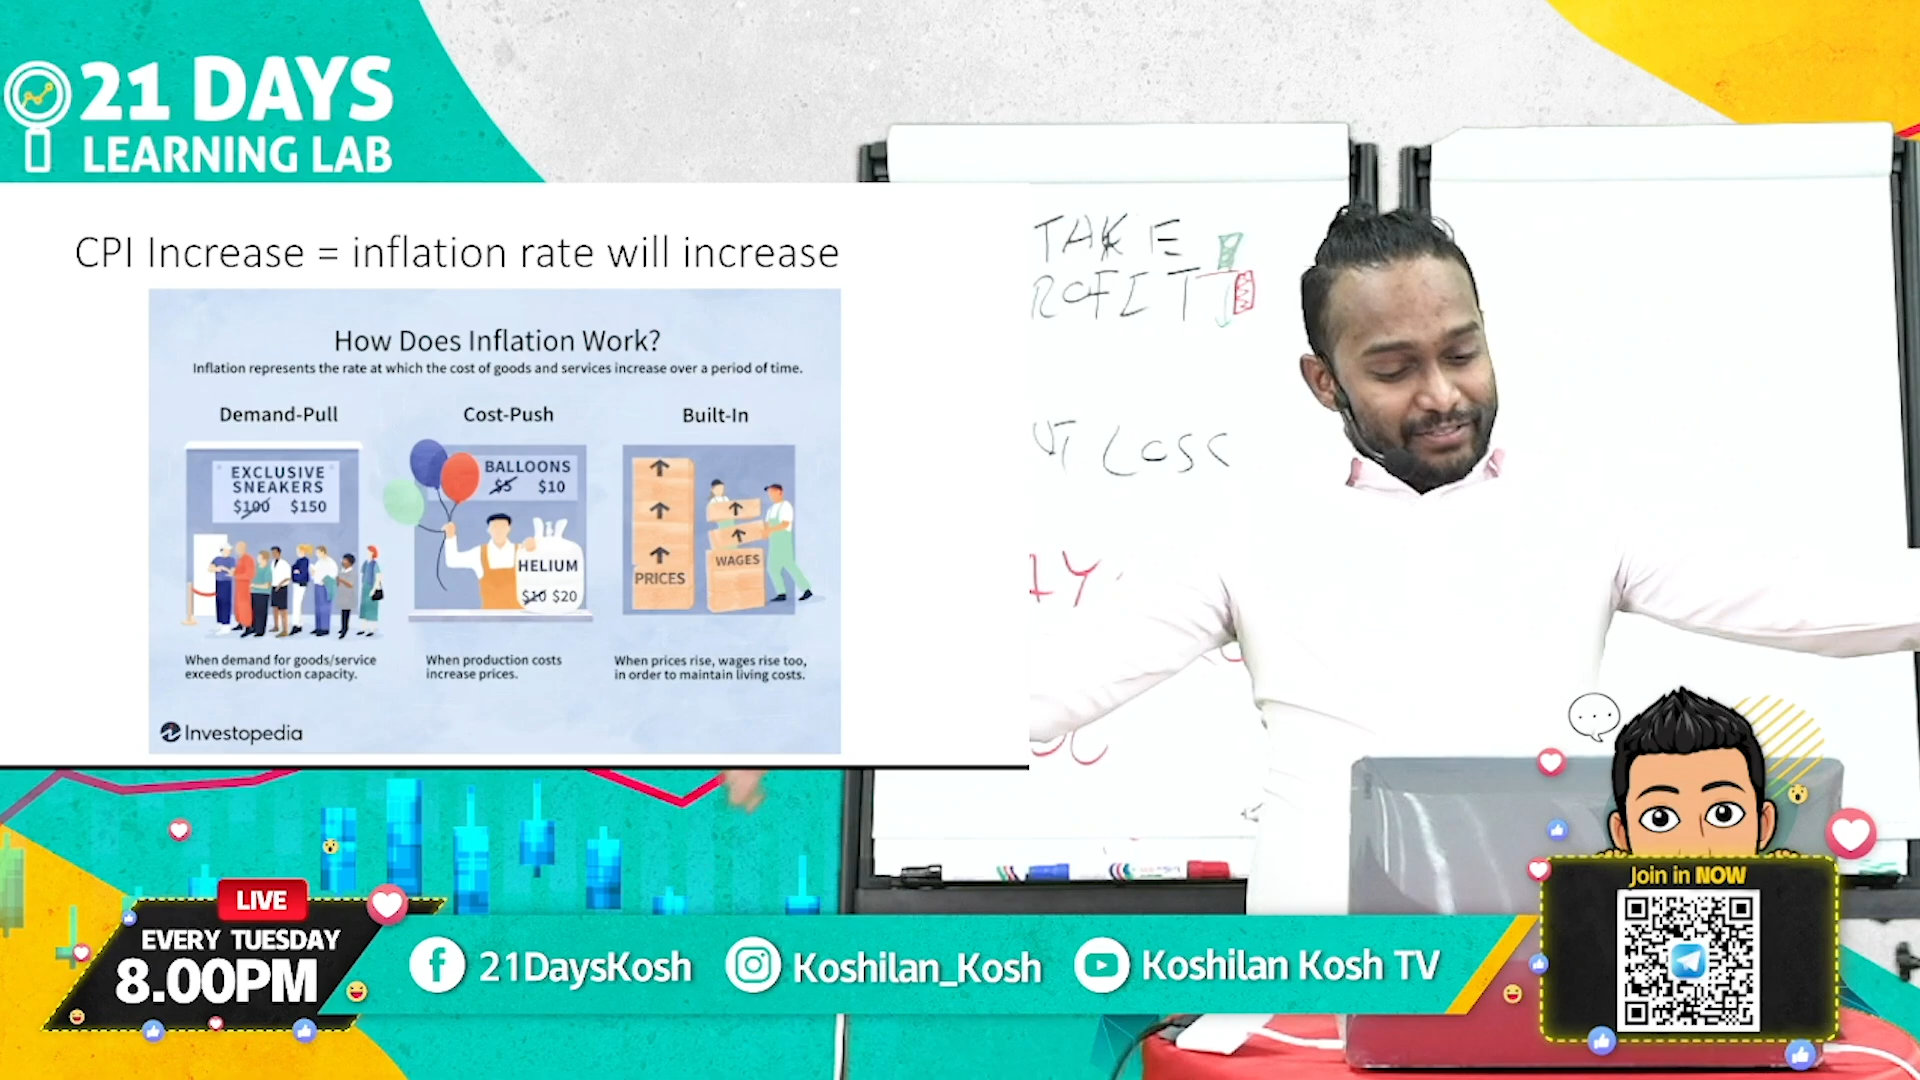 21 DAYS
LEARNING LAB
CPI Increase = inflation rate will increase
How Does Inflation Work?
Inflation represents the rate at which the cost of goods and services increase over a period of time.
Demand-Pull
EXCLUSIVE
SNEAKERS
$100 $150
When demand for goods/service
exceeds production capacity.
Cost-Push
BALLOONS
$5 $10
HELIUM
$10 $20
When production costs
increase prices.
Built-In
PRICES
WAGES
When prices rise, wages rise too,
in order to maintain living costs.
Investopedia
TAKE
ROFIT
LOSS
LIVE
EVERY TUESDAY
8.00PM
21DaysKosh
Koshilan_Kosh
Koshilan Kosh TV
Join in NOW